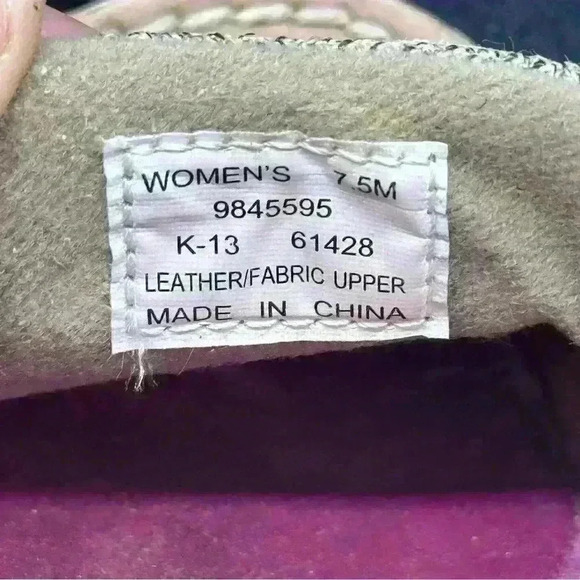 WOMEN'S 7.5M
9845595
K-13 61428
LEATHER/FABRIC UPPER
MADE IN CHINA